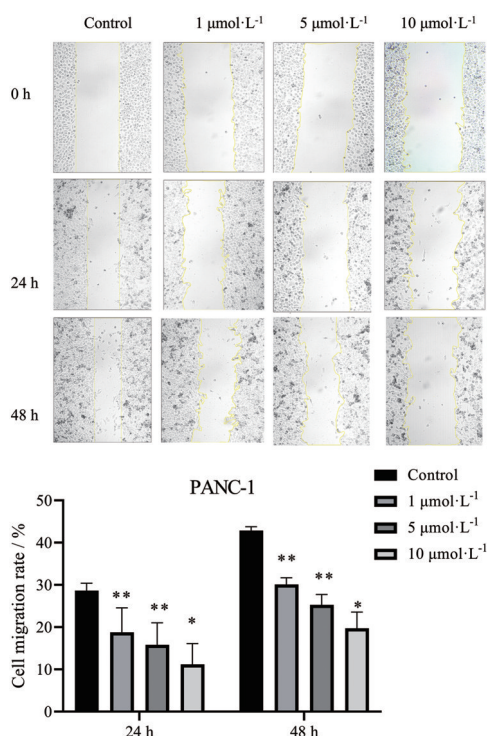 Control 1 μmol·L⁻¹ 5 μmol·L⁻¹ 10 μmol·L⁻¹
0 h
24 h
48 h
PANC-1
Control
1 μmol·L⁻¹
5 μmol·L⁻¹
10 μmol·L⁻¹
Cell migration rate / %
50
40
30
20
10
0
** ** *
** ** *
24 h 48 h